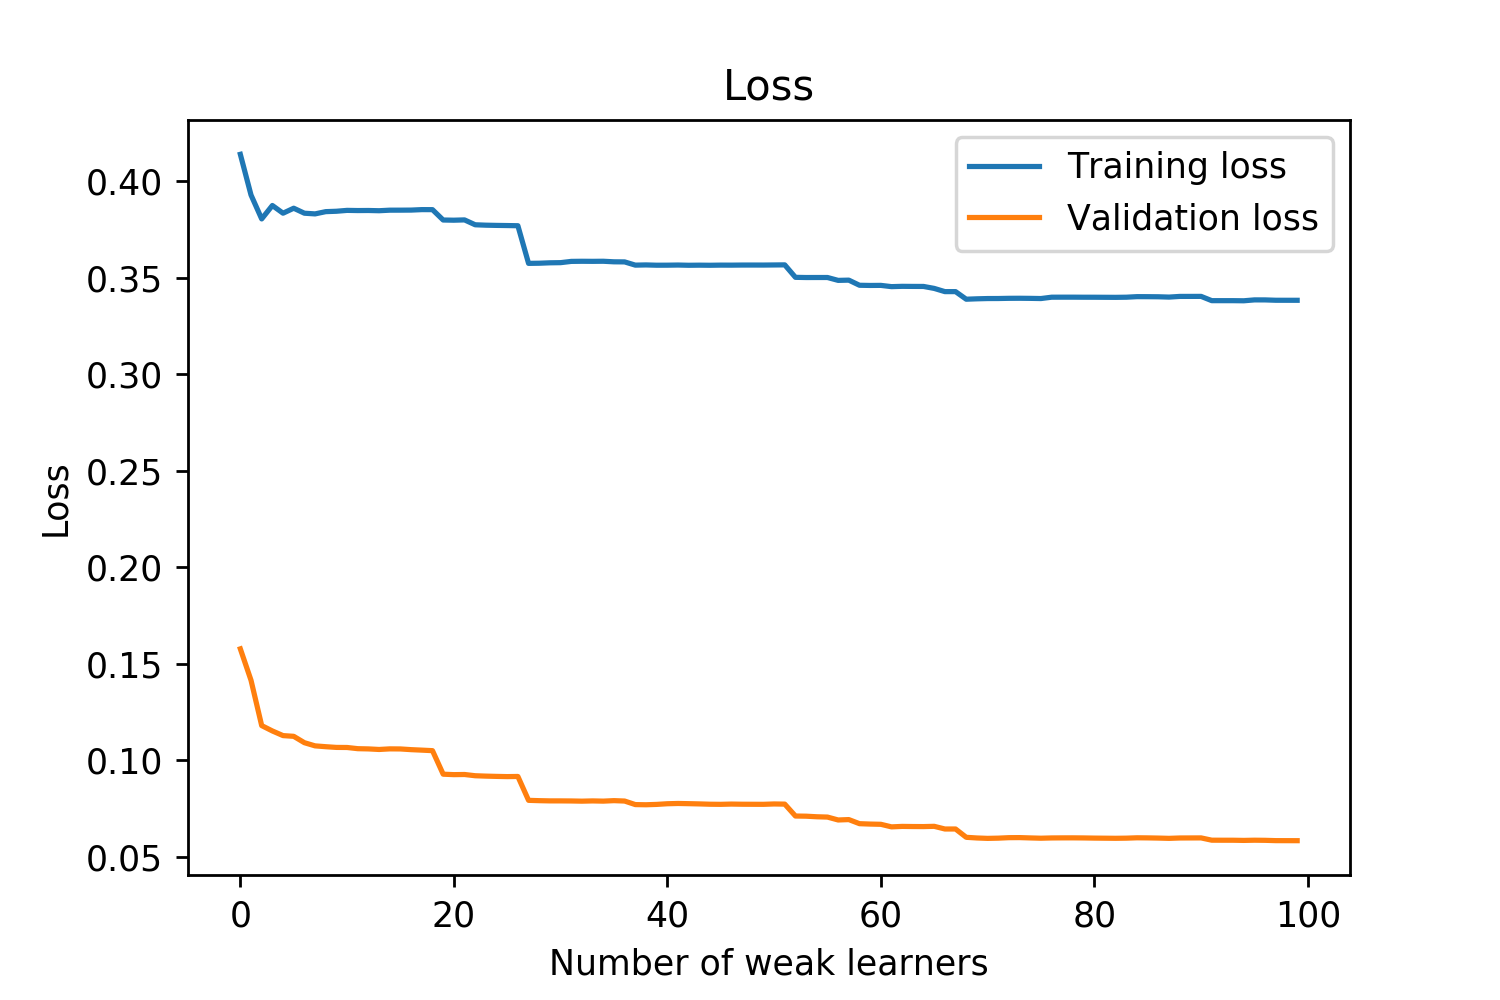 Loss
Training loss
Validation loss
0.40
0.35
0.30
0.25
0.20
0.15
0.10
0.05
Loss
0 20 40 60 80 100
Number of weak learners